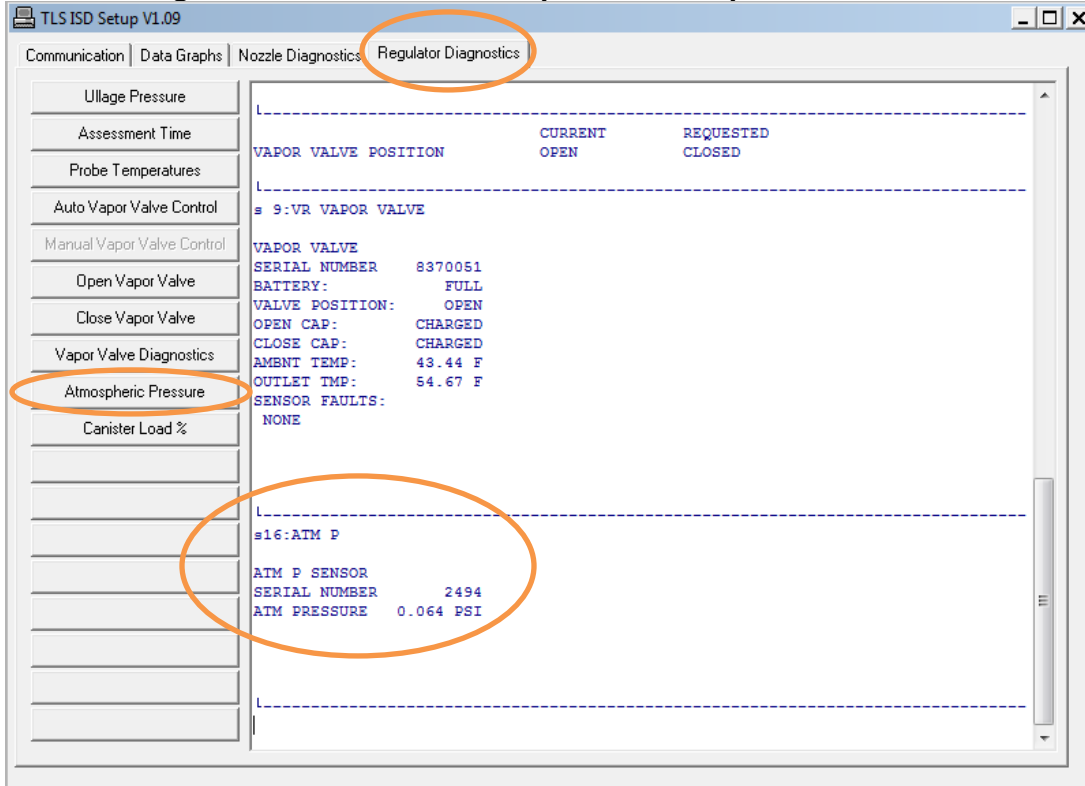 TLS ISD Setup V1.09
Communication Data Graphs Nozzle Diagnostics Regulator Diagnostics
Ullage Pressure
Assessment Time
Probe Temperatures
Auto Vapor Valve Control
Manual Vapor Valve Control
Open Vapor Valve
Close Vapor Valve
Vapor Valve Diagnostics
Atmospheric Pressure
Canister Load %
CURRENT REQUESTED
VAPOR VALVE POSITION OPEN CLOSED
s 9:VR VAPOR VALVE
VAPOR VALVE
SERIAL NUMBER 8370051
BATTERY: FULL
VALVE POSITION: OPEN
OPEN CAP: CHARGED
CLOSE CAP: CHARGED
AMBNT TEMP: 43.44 F
OUTLET TMP: 54.67 F
SENSOR FAULTS:
NONE
s16:ATM P
ATM P SENSOR
SERIAL NUMBER 2494
ATM PRESSURE 0.064 PSI